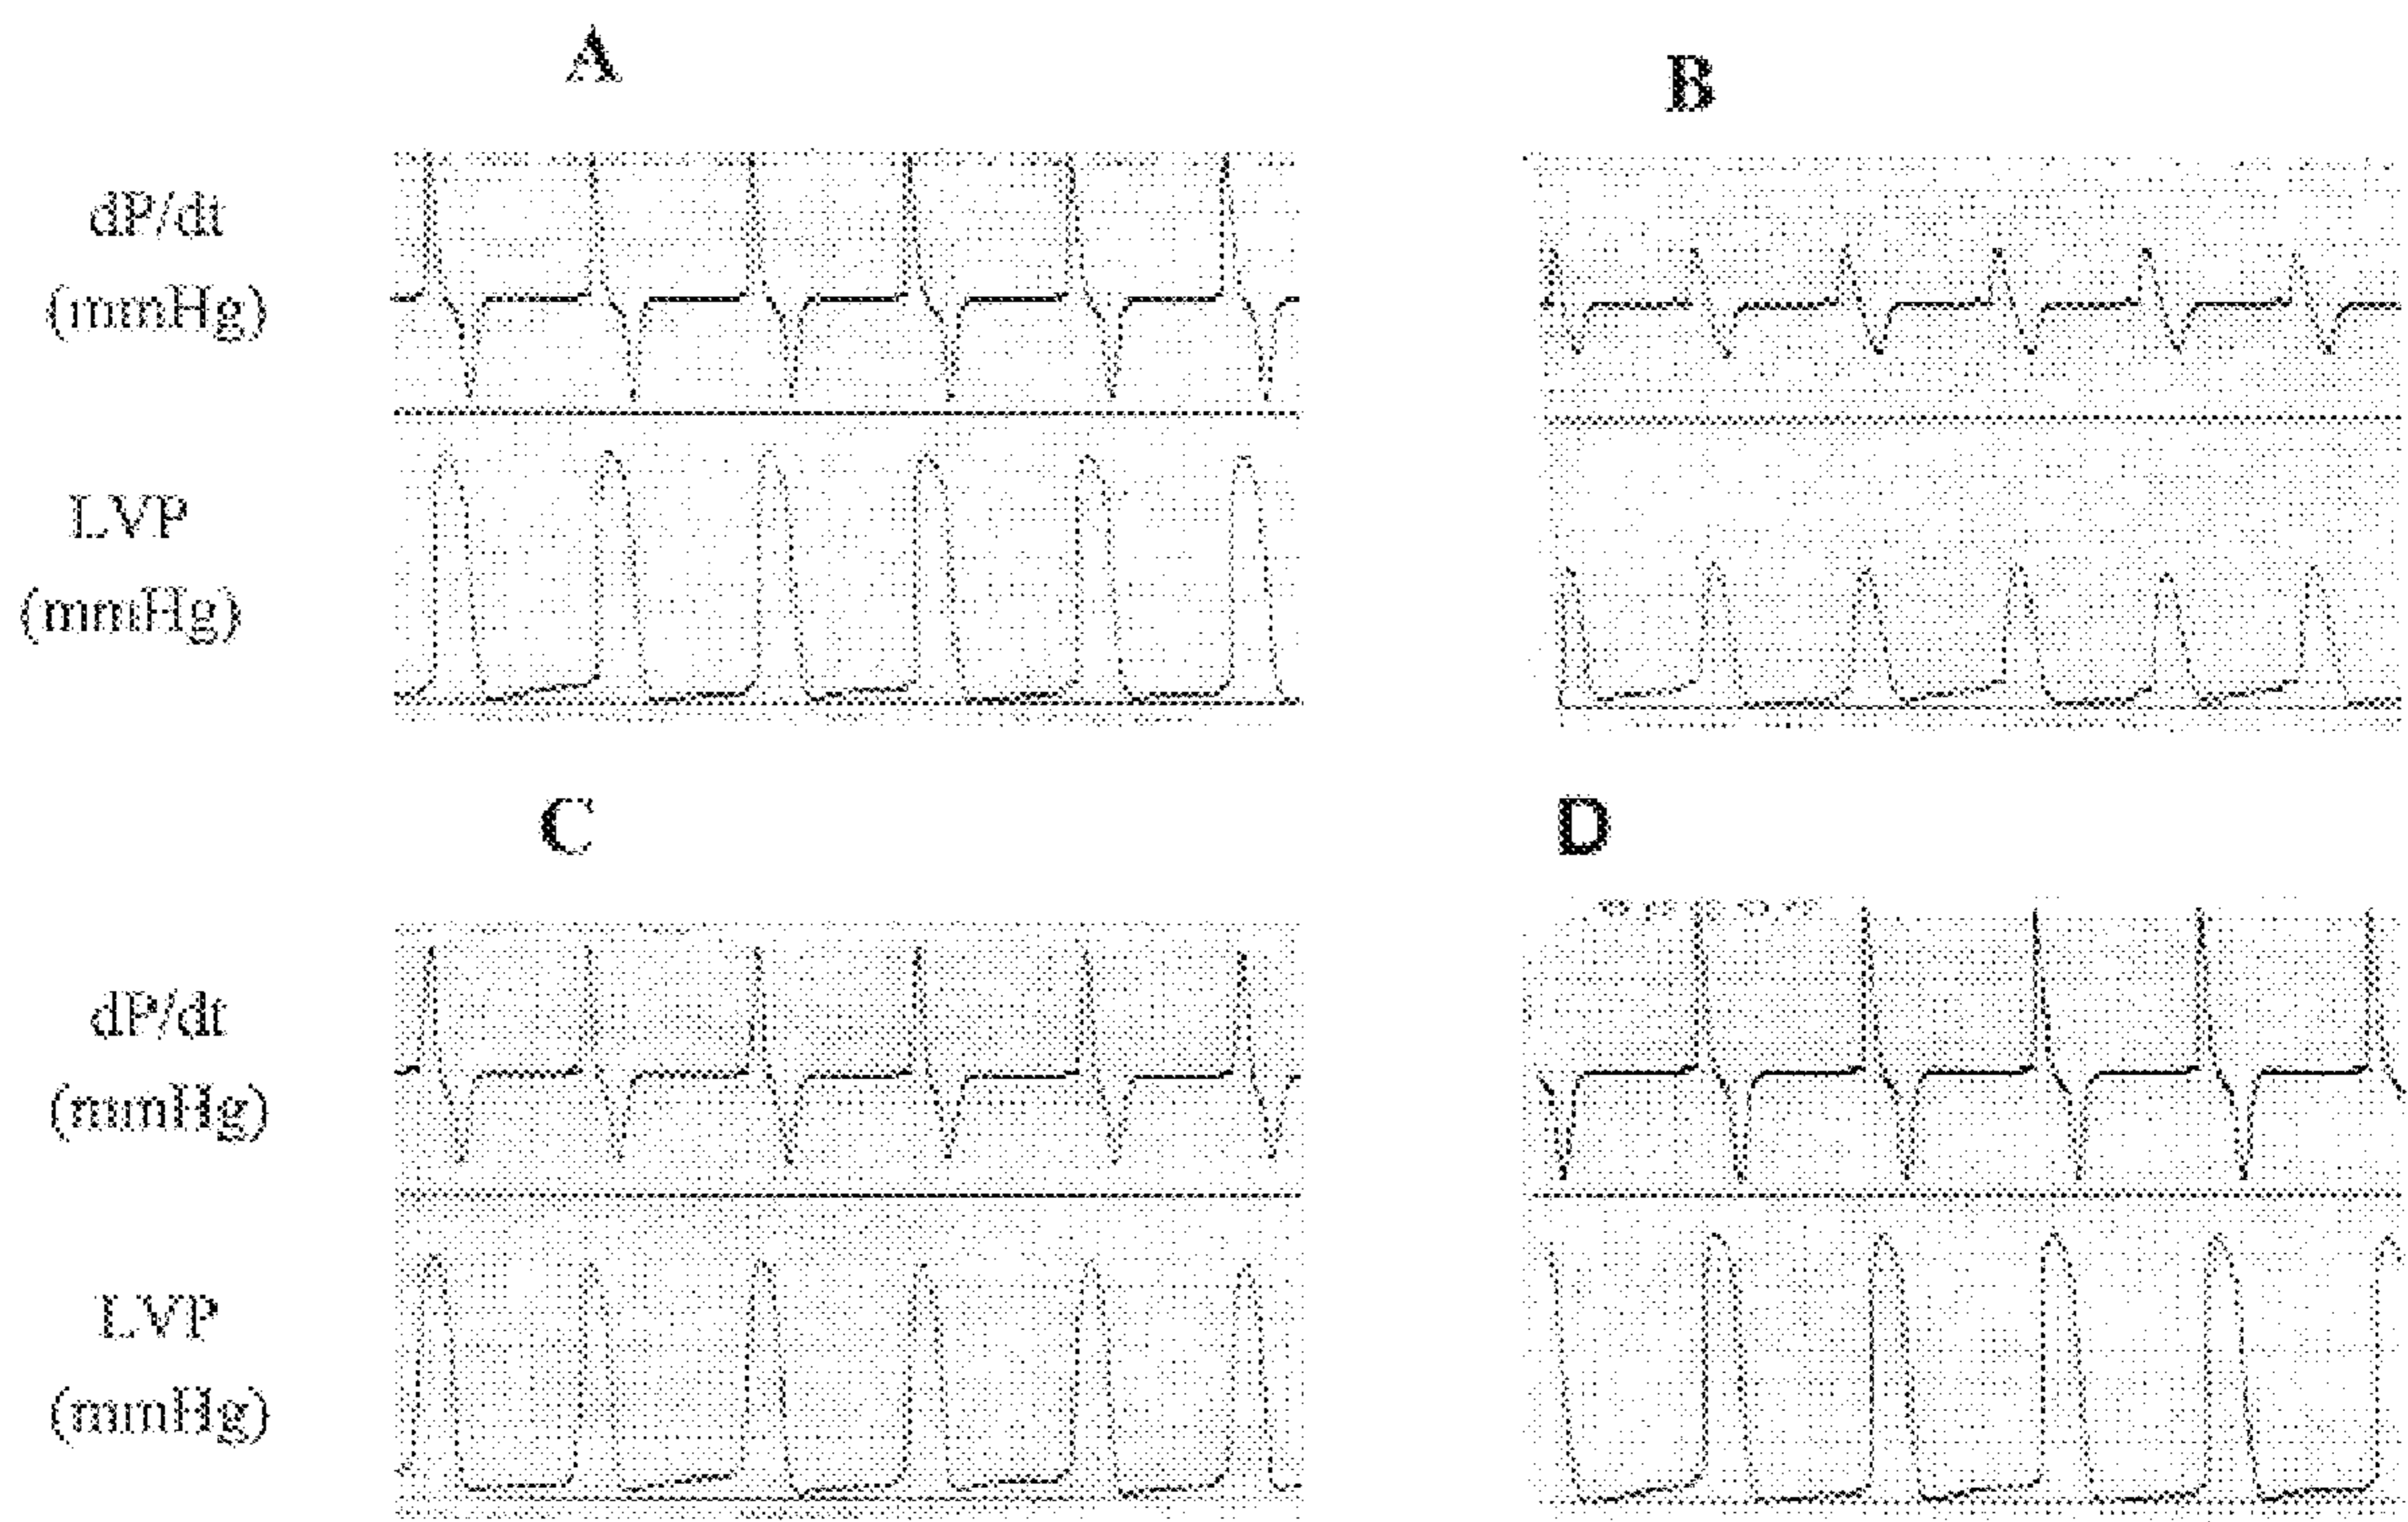 A
B
dP/dt
(mmHg)
LVP
(mmHg)
C
D
dP/dt
(mmHg)
LVP
(mmHg)